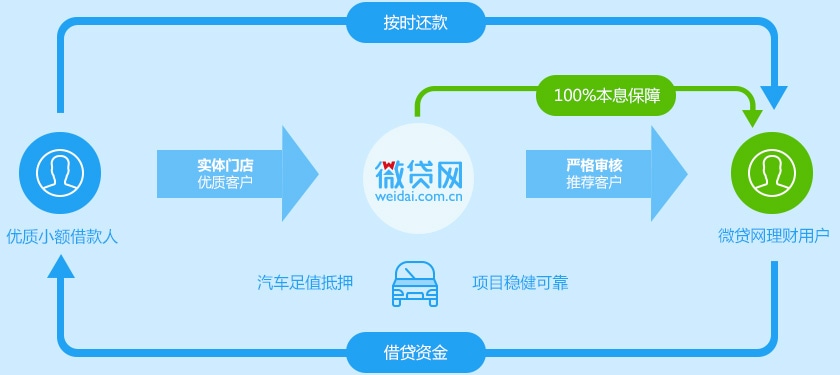 按时还款
100%本息保障
实体门店
优质客户
微贷网
weidai.com.cn
严格审核
推荐客户
优质小额借款人
微贷网理财用户
汽车足值抵押
项目稳健可靠
借贷资金